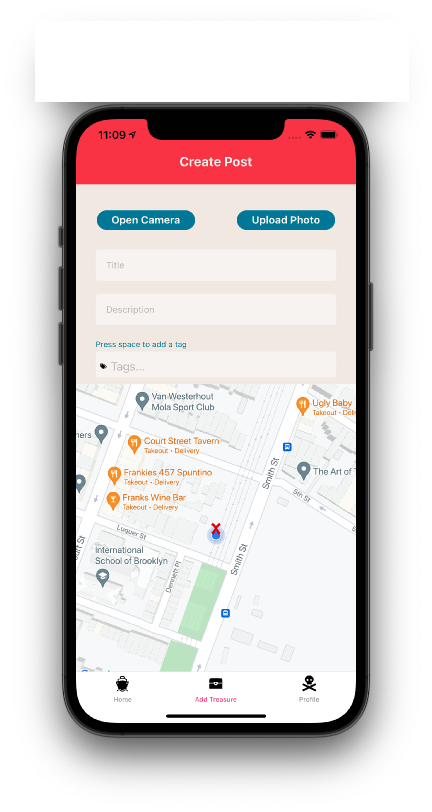 11:09
Create Post
Open Camera
Upload Photo
Title
Description
Press space to add a tag
Tags...
Van Westerhout
Mola Sport Club
Ugly Baby
Takeout • Deli
ners
Court Street Tavern
Takeout • Delivery
The Art of T
Smith St
5th St
Frankies 457 Spuntino
Takeout • Delivery
Franks Wine Bar
Takeout • Delivery
Luquer St
International
School of Brooklyn
Dennett Pl
Smith St
Home
Add Treasure
Profile